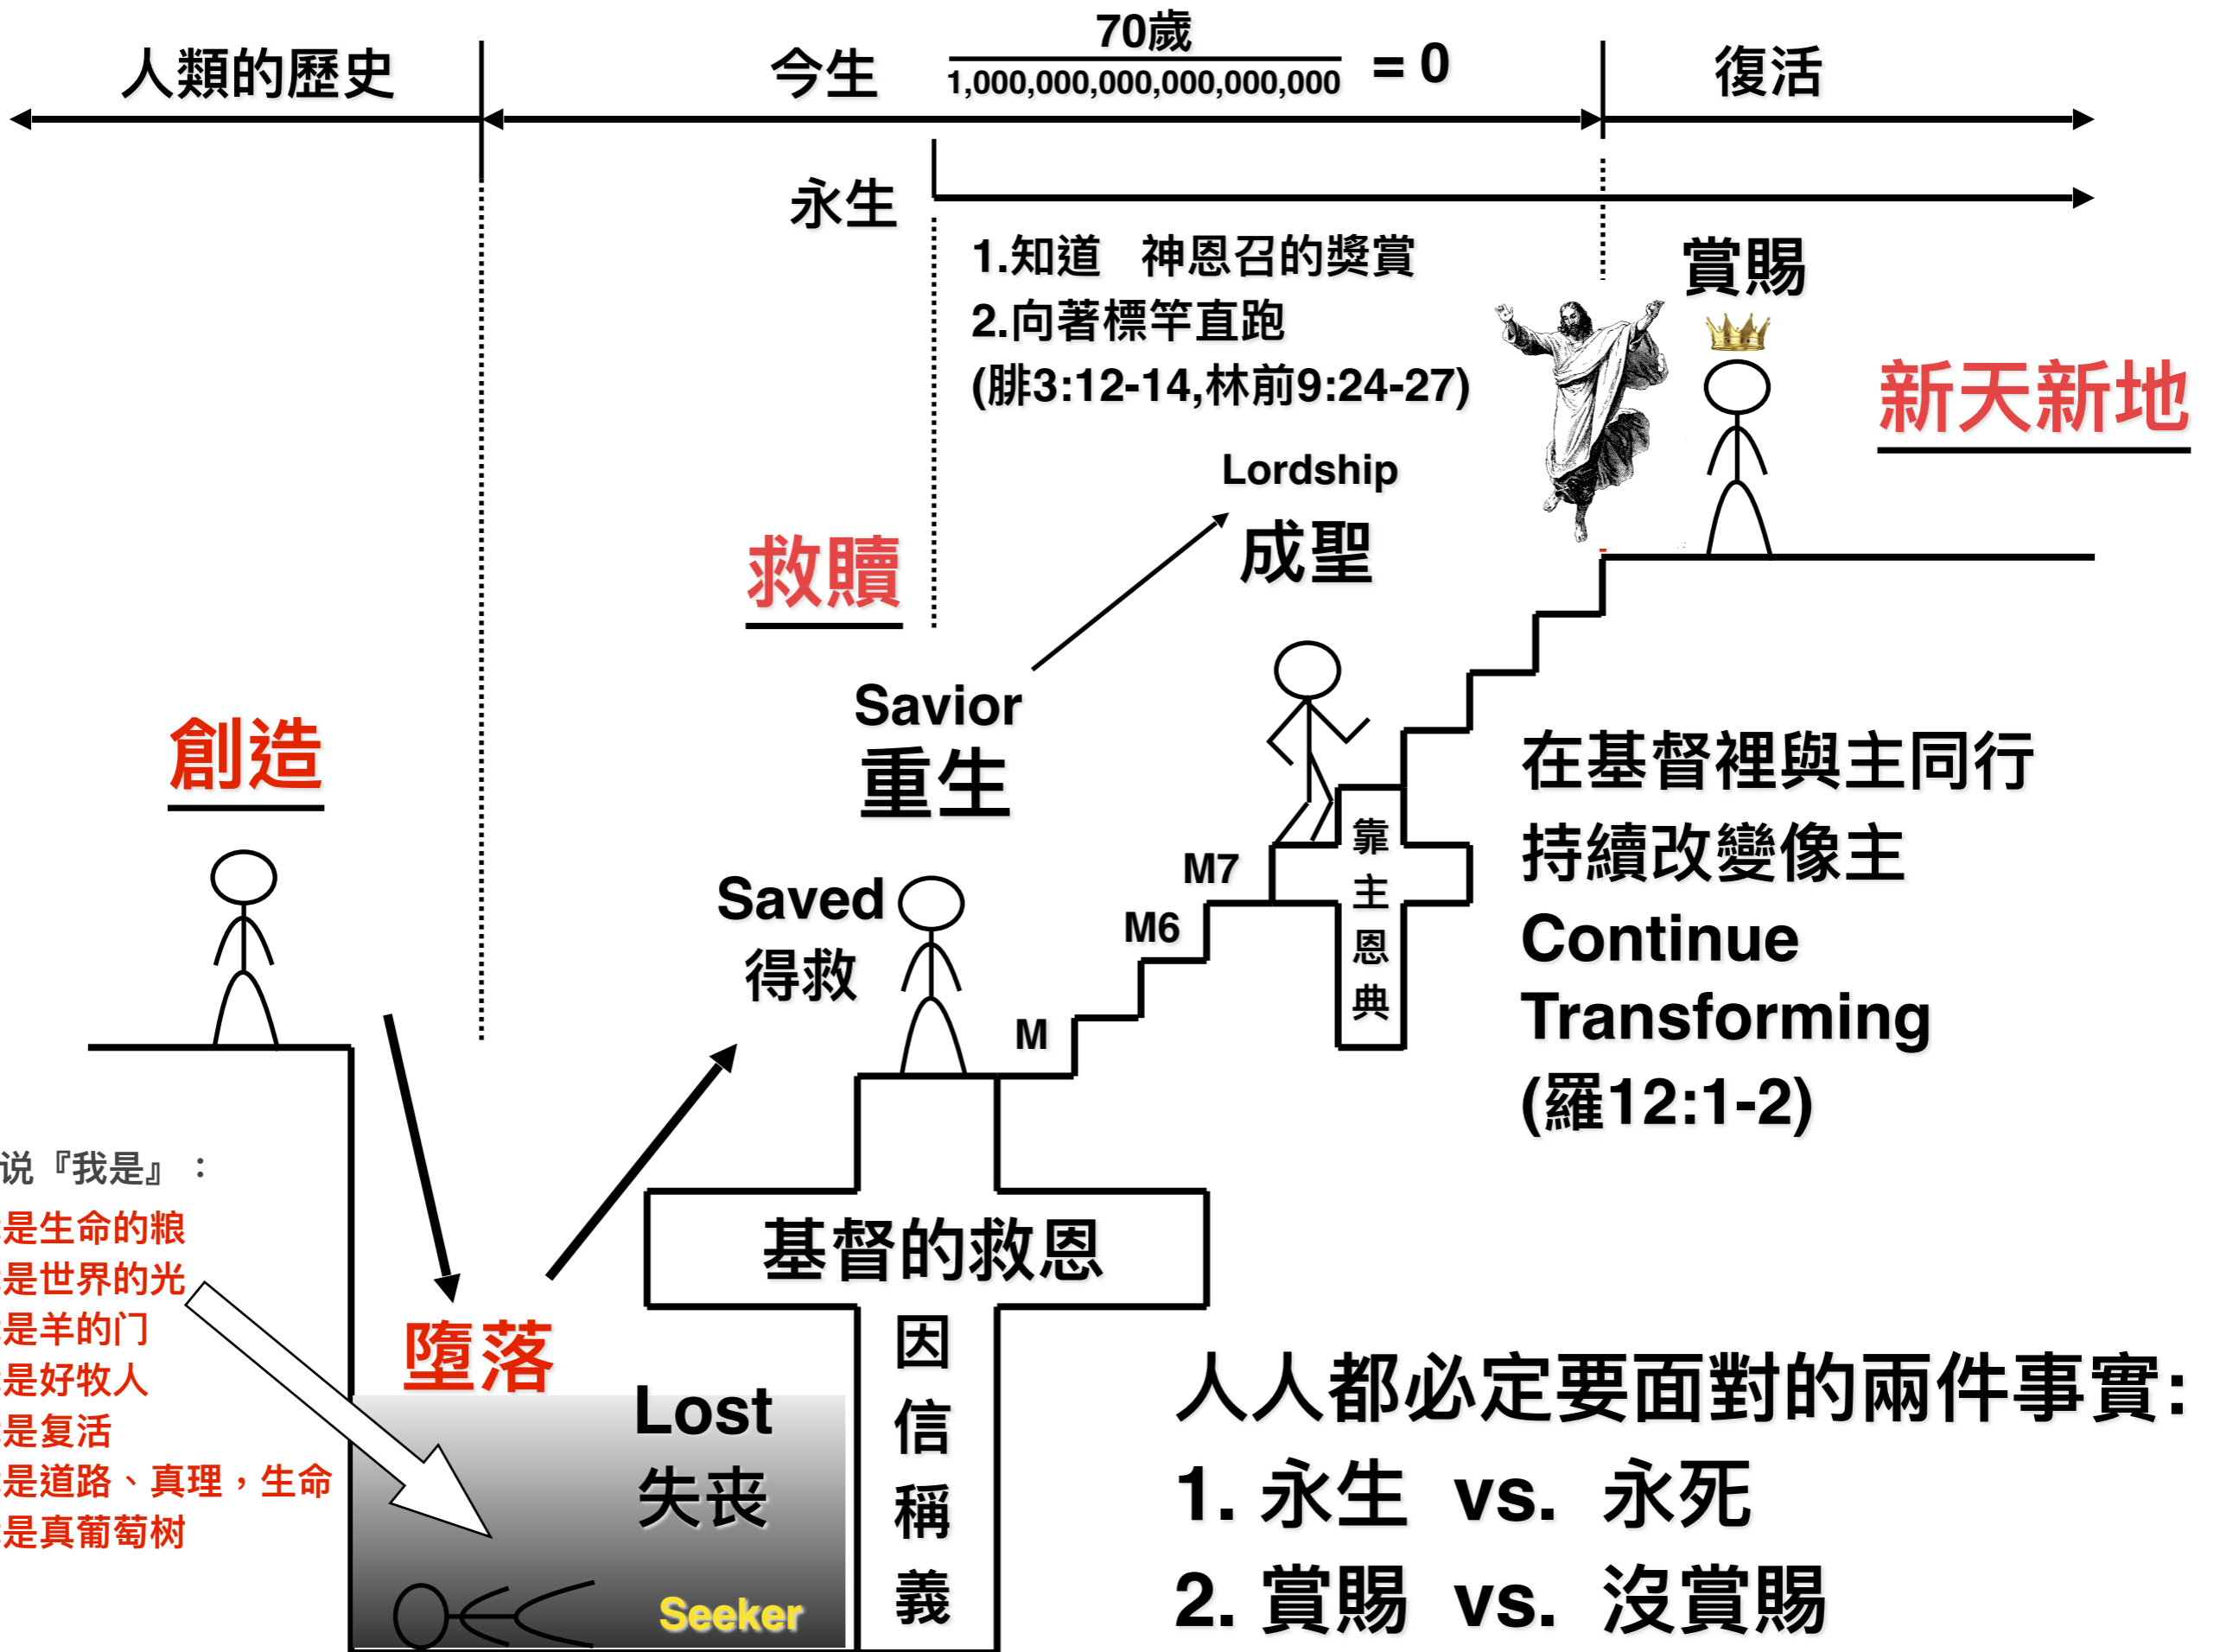 人類的歷史
今生
70歲
1,000,000,000,000,000,000
= 0
復活
永生
1.知道 神恩召的獎賞
2.向著標竿直跑
(腓3:12-14,林前9:24-27)
賞賜
新天新地
Lordship
成聖
救贖
Savior
重生
創造
Saved
得救
M
M6
M7
靠
主
恩
典
在基督裡與主同行
持續改變像主
Continue
Transforming
(羅12:1-2)
说『我是』：
是生命的粮
是世界的光
是羊的门
是好牧人
是复活
是道路、真理，生命
是真葡萄树
墮落
Lost
失丧
Seeker
基督的救恩
因
信
稱
義
人人都必定要面對的兩件事實:
1. 永生 vs. 永死
2. 賞賜 vs. 沒賞賜